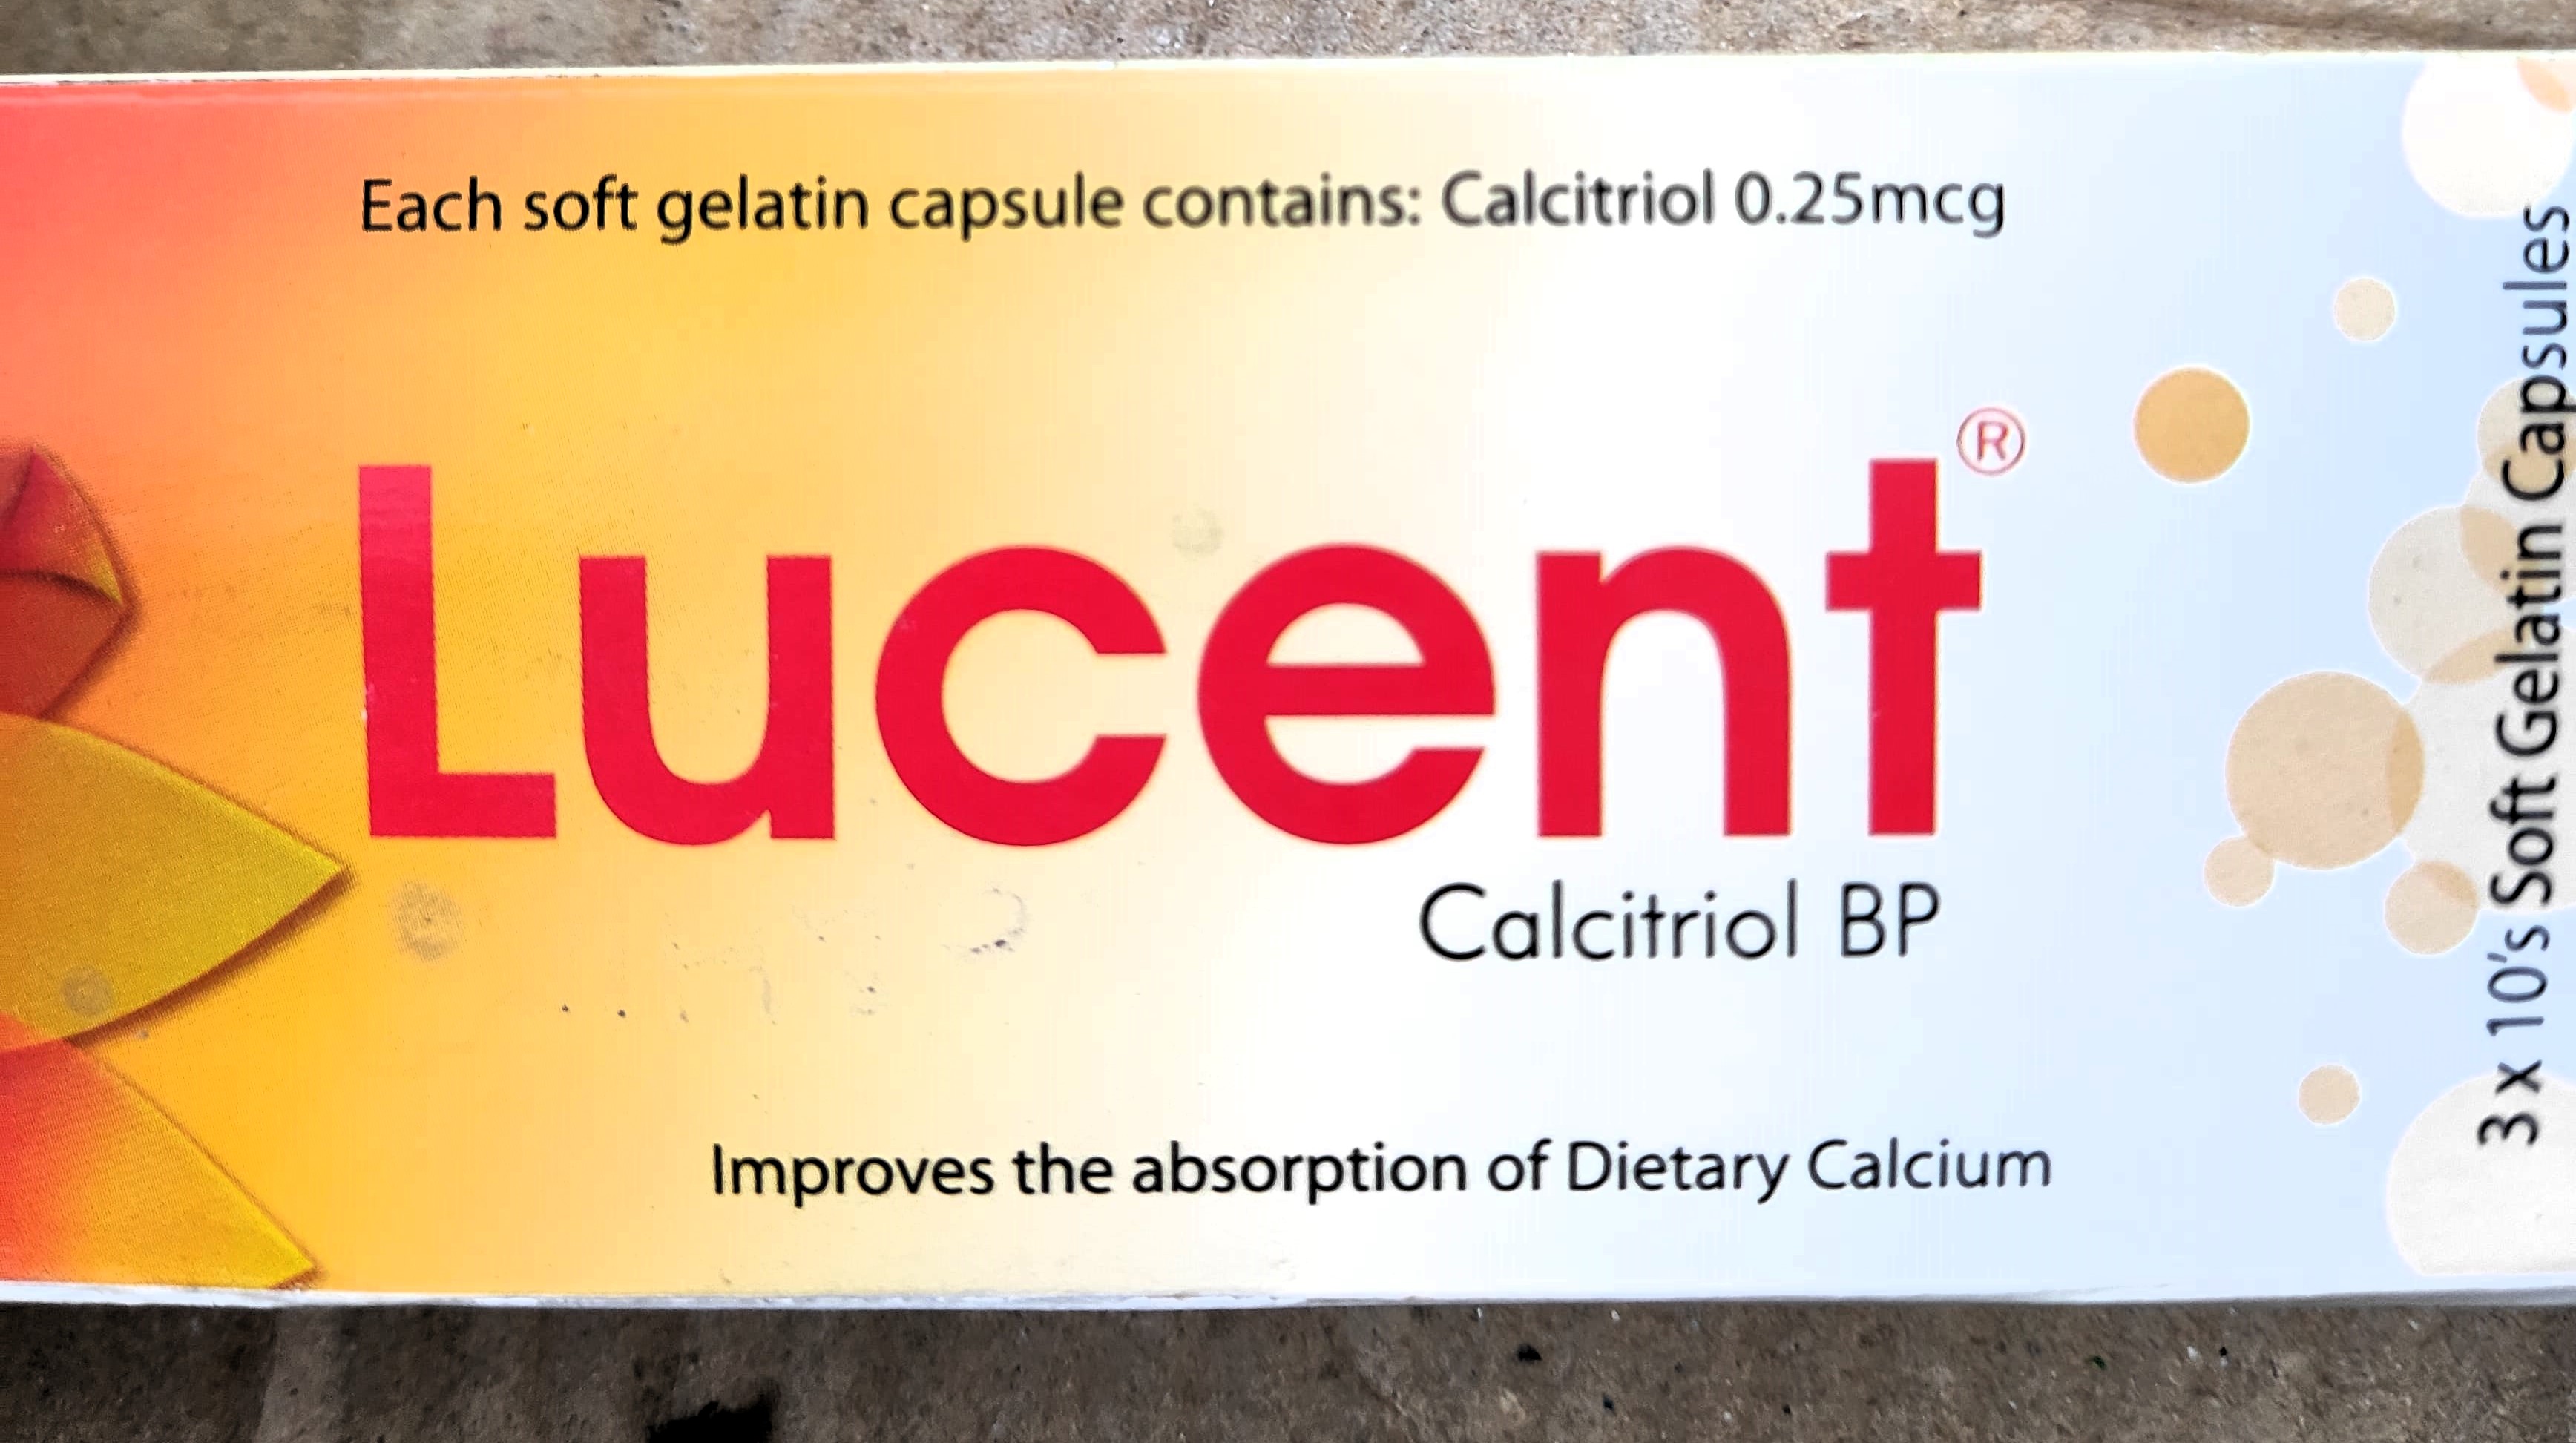 Each soft gelatin capsule contains: Calcitriol 0.25mcg
Lucent®
Calcitriol BP
Improves the absorption of Dietary Calcium
3 x 10's Soft Gelatin Capsules